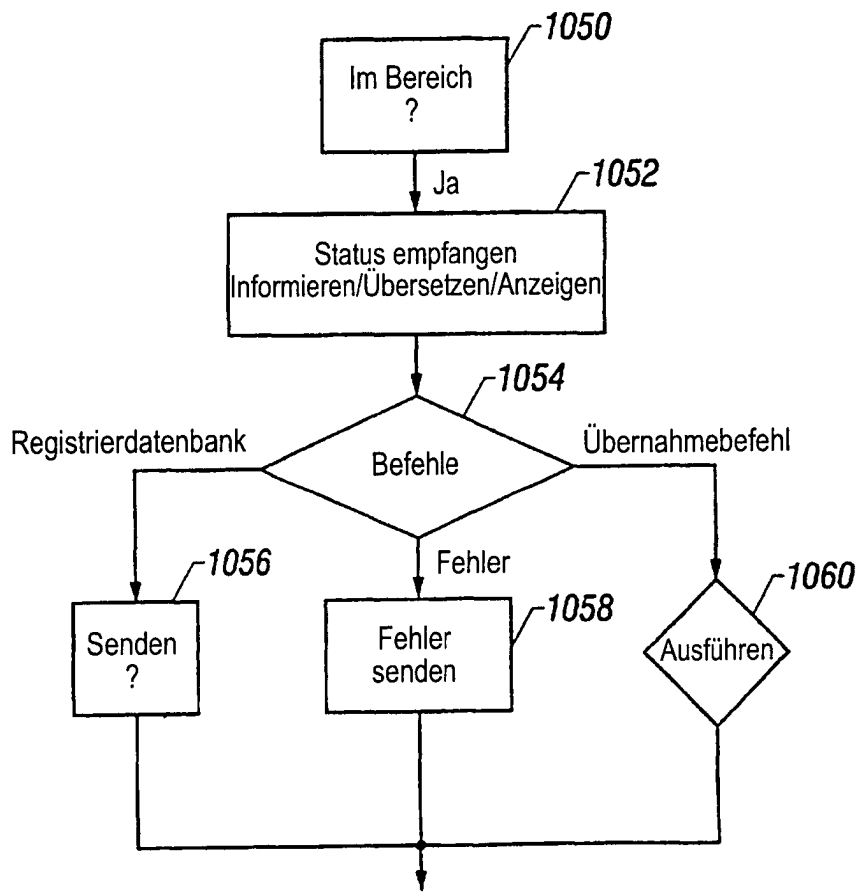 1050
Im Bereich
?
Ja
1052
Status empfangen
Informieren/Übersetzen/Anzeigen
1054
Registrierdatenbank
Befehle
Übernahmebefehl
1056
Fehler
1058
1060
Senden
?
Fehler
senden
Ausführen